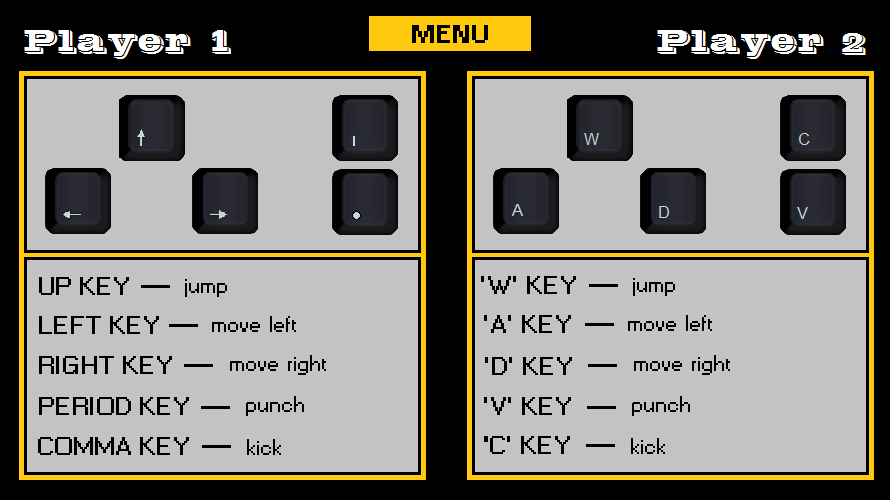 MENU
Player 1
Player 2
↑
ı
←
→
●
W
C
A
D
V
UP KEY — jump
LEFT KEY — move left
RIGHT KEY — move right
PERIOD KEY — punch
COMMA KEY — kick
'W' KEY — jump
'A' KEY — move left
'D' KEY — move right
'V' KEY — punch
'C' KEY — kick